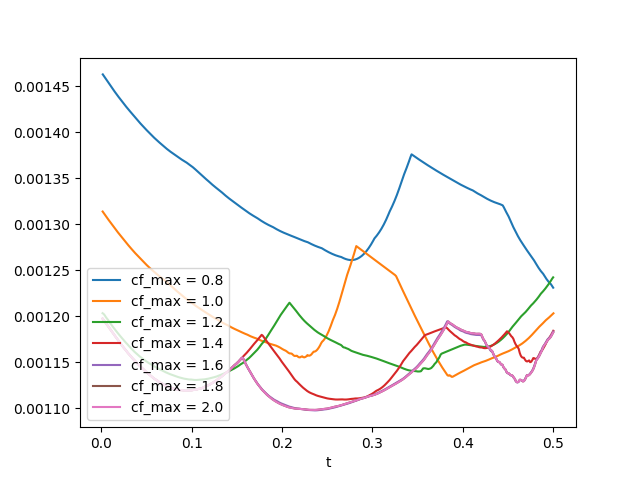 0.00145
0.00140
0.00135
0.00130
0.00125
0.00120
0.00115
0.00110
cf_max = 0.8
cf_max = 1.0
cf_max = 1.2
cf_max = 1.4
cf_max = 1.6
cf_max = 1.8
cf_max = 2.0
0.0 0.1 0.2 0.3 0.4 0.5
t